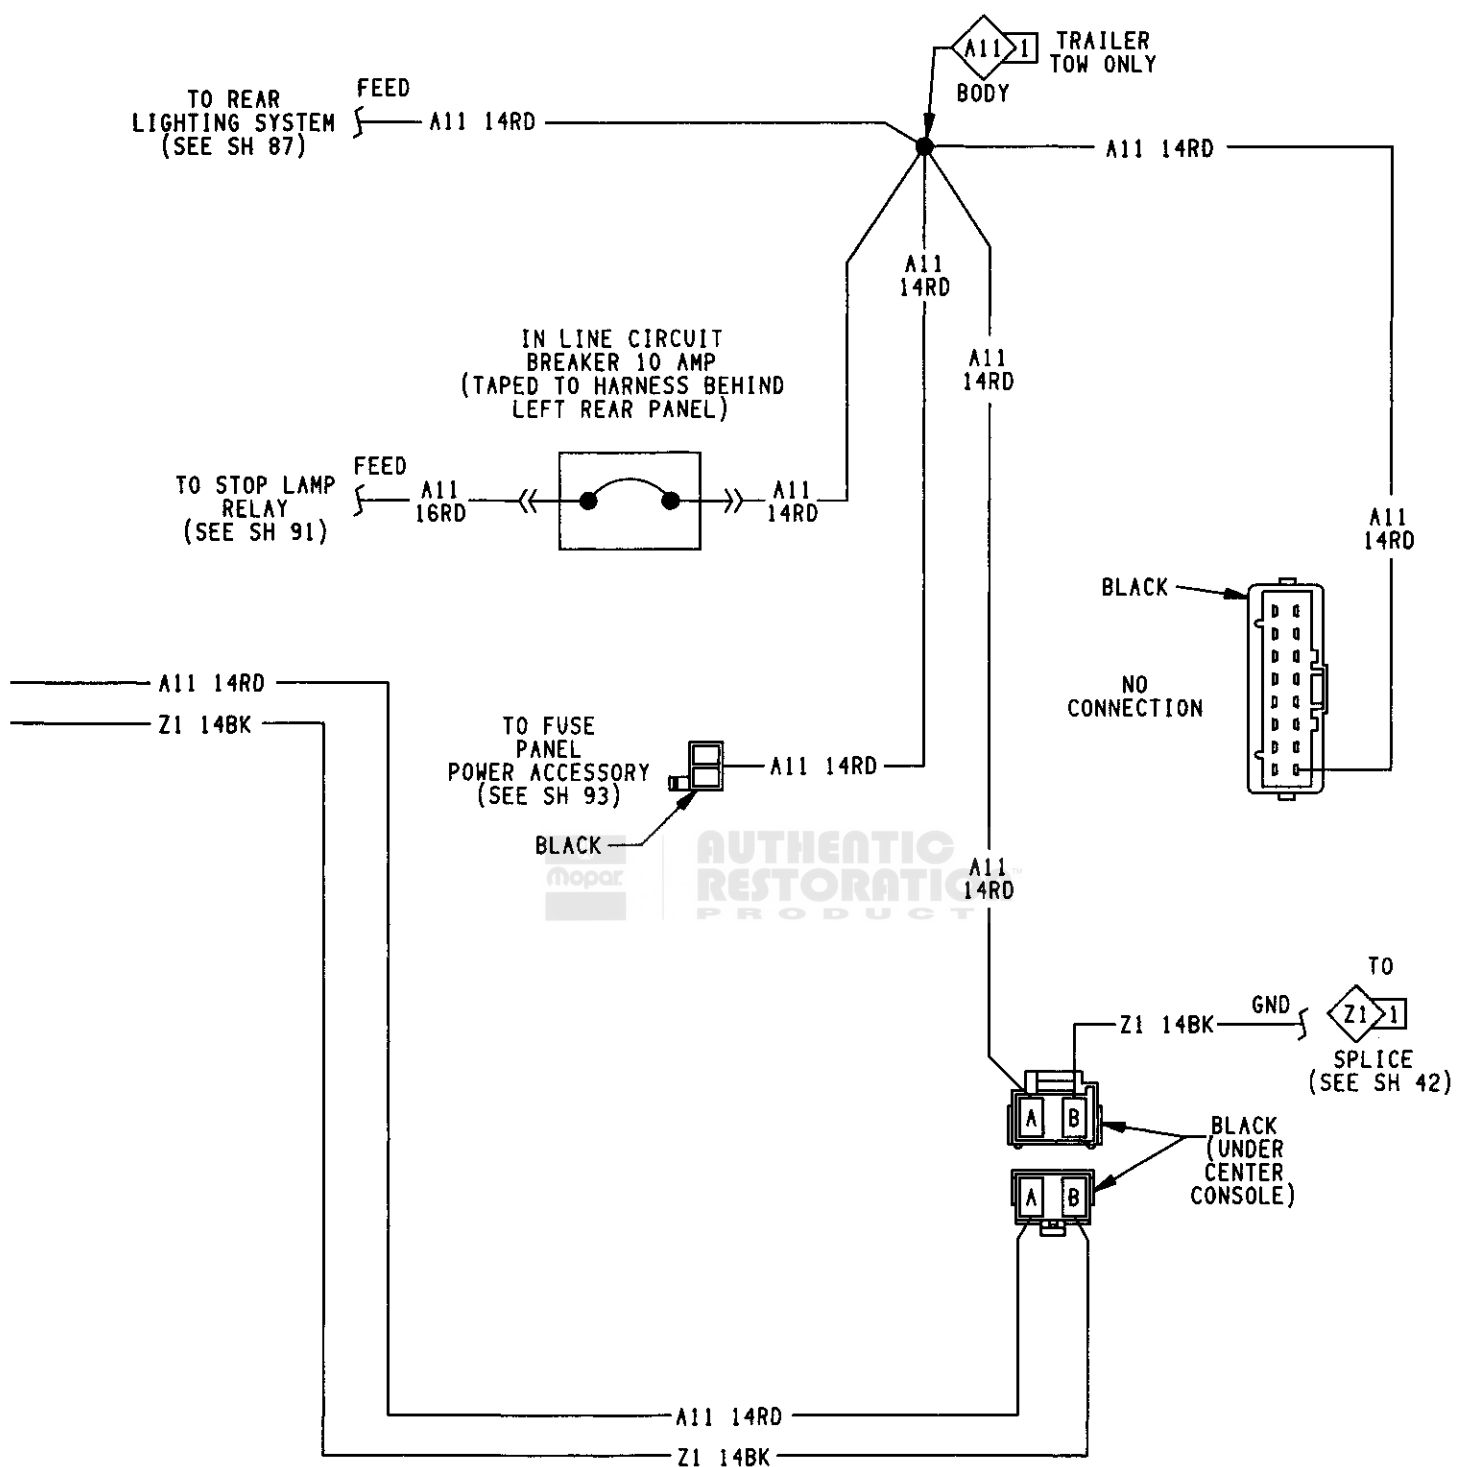 A11
1
TRAILER
TOW ONLY
BODY
FEED
TO REAR
LIGHTING SYSTEM
(SEE SH 87)
A11 14RD
A11 14RD
A11
14RD
A11
14RD
IN LINE CIRCUIT
BREAKER 10 AMP
(TAPED TO HARNESS BEHIND
LEFT REAR PANEL)
FEED
TO STOP LAMP
RELAY
(SEE SH 91)
A11
16RD
A11
14RD
A11
14RD
BLACK
NO
CONNECTION
A11 14RD
Z1 14BK
TO FUSE
PANEL
POWER ACCESSORY
(SEE SH 93)
A11 14RD
BLACK
Mopar
AUTHENTIC
RESTORATION™
PRODUCT
A11
14RD
TO
GND
Z1 14BK
Z1
1
SPLICE
(SEE SH 42)
A
B
BLACK
(UNDER
CENTER
CONSOLE)
A
B
A11 14RD
Z1 14BK